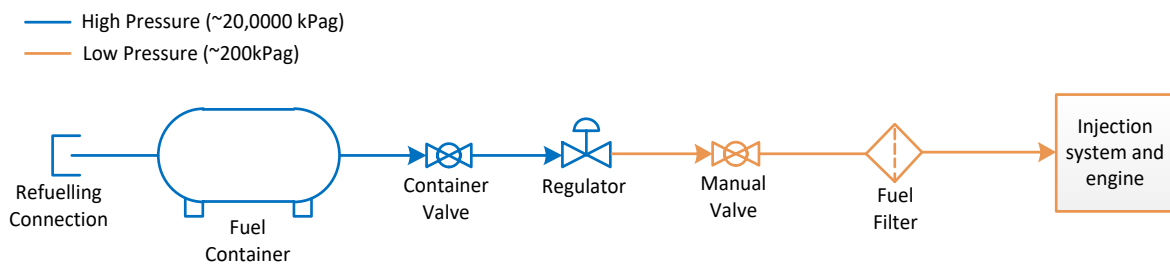 High Pressure (~20,0000 kPag)
Low Pressure (~200kPag)
Refuelling
Connection
Fuel
Container
Container
Valve
Regulator
Manual
Valve
Fuel
Filter
Injection
system and
engine